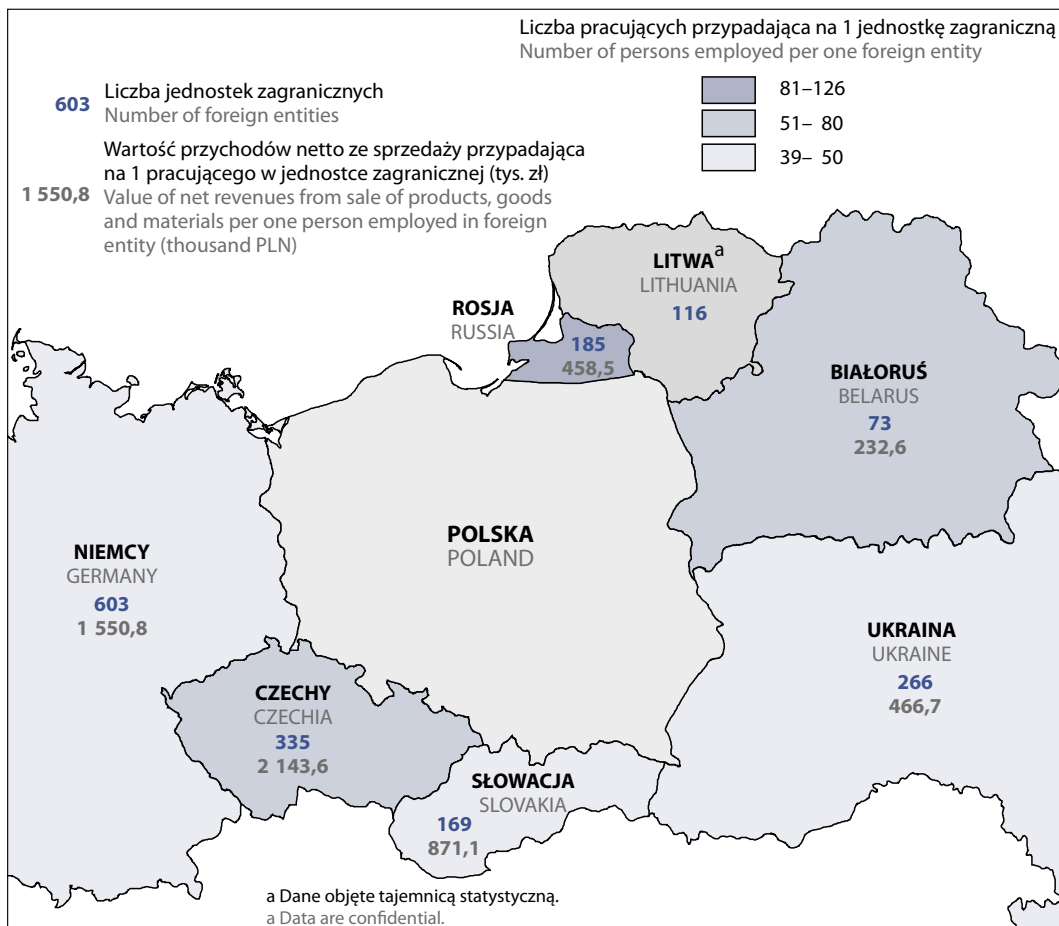 Liczba pracujących przypadająca na 1 jednostkę zagraniczną
Number of persons employed per one foreign entity
81–126
51– 80
39– 50
603 Liczba jednostek zagranicznych
Number of foreign entities
Wartość przychodów netto ze sprzedaży przypadająca
na 1 pracującego w jednostce zagranicznej (tys. zł)
1 550,8 Value of net revenues from sale of products, goods
and materials per one person employed in foreign
entity (thousand PLN)
LITWA a
LITHUANIA
116
ROSJA
RUSSIA
185
458,5
BIAŁORUŚ
BELARUS
73
232,6
POLSKA
POLAND
NIEMCY
GERMANY
603
1 550,8
UKRAINA
UKRAINE
266
466,7
CZECHY
CZECHIA
335
2 143,6
SŁOWACJA
SLOVAKIA
169
871,1
a Dane objęte tajemnicą statystyczną.
a Data are confidential.